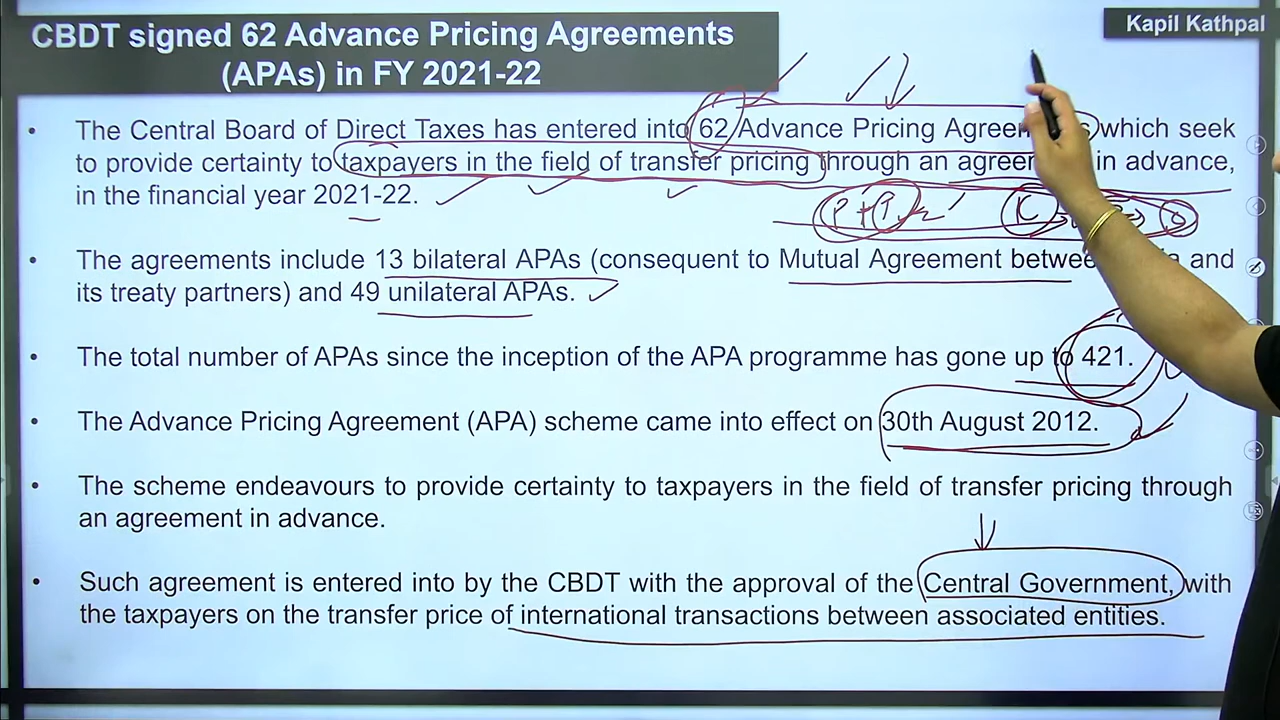 CBDT signed 62 Advance Pricing Agreements
(APAs) in FY 2021-22
Kapil Kathpal
• The Central Board of Direct Taxes has entered into 62 Advance Pricing which seek
to provide certainty to taxpayers in the field of transfer pricing through an in advance,
in the financial year 2021-22.
• The agreements include 13 bilateral APAs (consequent to Mutual Agreement and
its treaty partners) and 49 unilateral APAs.
• The total number of APAs since the inception of the APA programme has gone up to 421.
• The Advance Pricing Agreement (APA) scheme came into effect on 30th August 2012.
• The scheme endeavours to provide certainty to taxpayers in the field of transfer pricing through
an agreement in advance.
• Such agreement is entered into by the CBDT with the approval of the Central Government, with
the taxpayers on the transfer price of international transactions between associated entities.